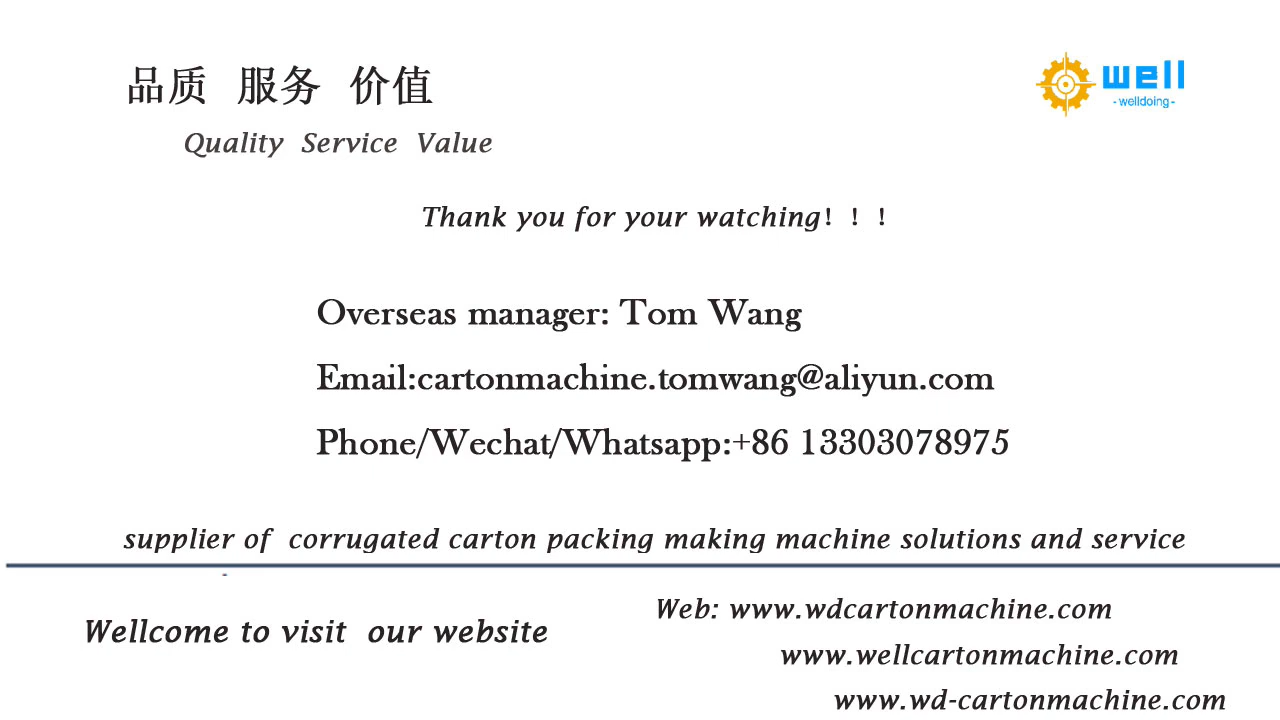 品质 服务 价值
well
-welldoing-
Quality Service Value
Thank you for your watching！！！
Overseas manager: Tom Wang
Email:cartonmachine.tomwang@aliyun.com
Phone/Wechat/Whatsapp:+86 13303078975
supplier of corrugated carton packing making machine solutions and service
Wellcome to visit our website
Web: www.wdcartonmachine.com
www.wellcartonmachine.com
www.wd-cartonmachine.com